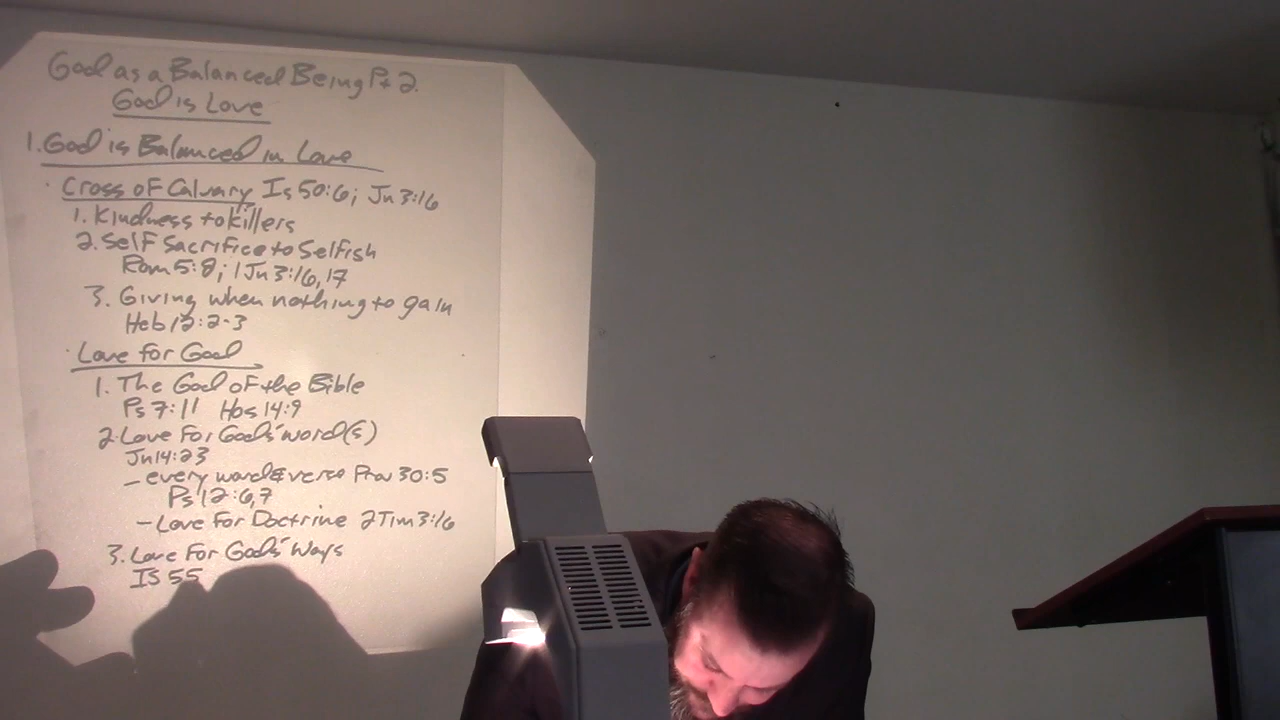 God as a Balanced Being Pt 2.
God is Love
1. God is Balanced in Love
· Cross of Calvary Is 50:6; Jn 3:16
1. Kindness to killers
2. Self Sacrifice to Selfish
Rom 5:8; 1 Jn 3:16,17
3. Giving when nothing to gain
Heb 12:2-3
· Love for God
1. The God of the Bible
Ps 7:11 Hos 14:9
2. Love For God's word(s)
Jn 14:23
- every word & verse Prov 30:5
Ps 12:6,7
- Love For Doctrine 2 Tim 3:16
3. Love For God's Ways
Is 55